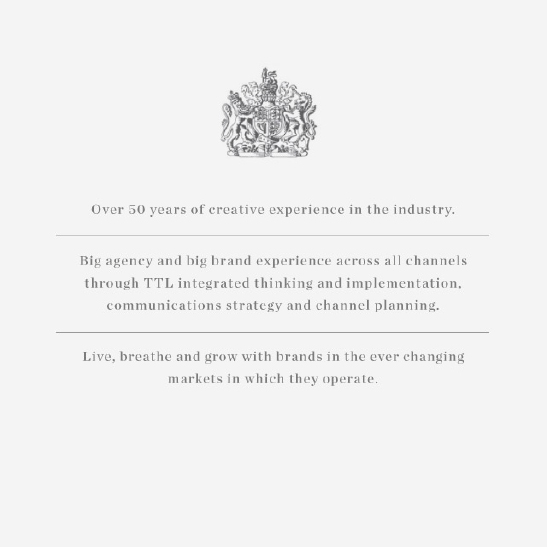 Over 50 years of creative experience in the industry.
Big agency and big brand experience across all channels
through TTL integrated thinking and implementation,
communications strategy and channel planning.
Live, breathe and grow with brands in the ever changing
markets in which they operate.